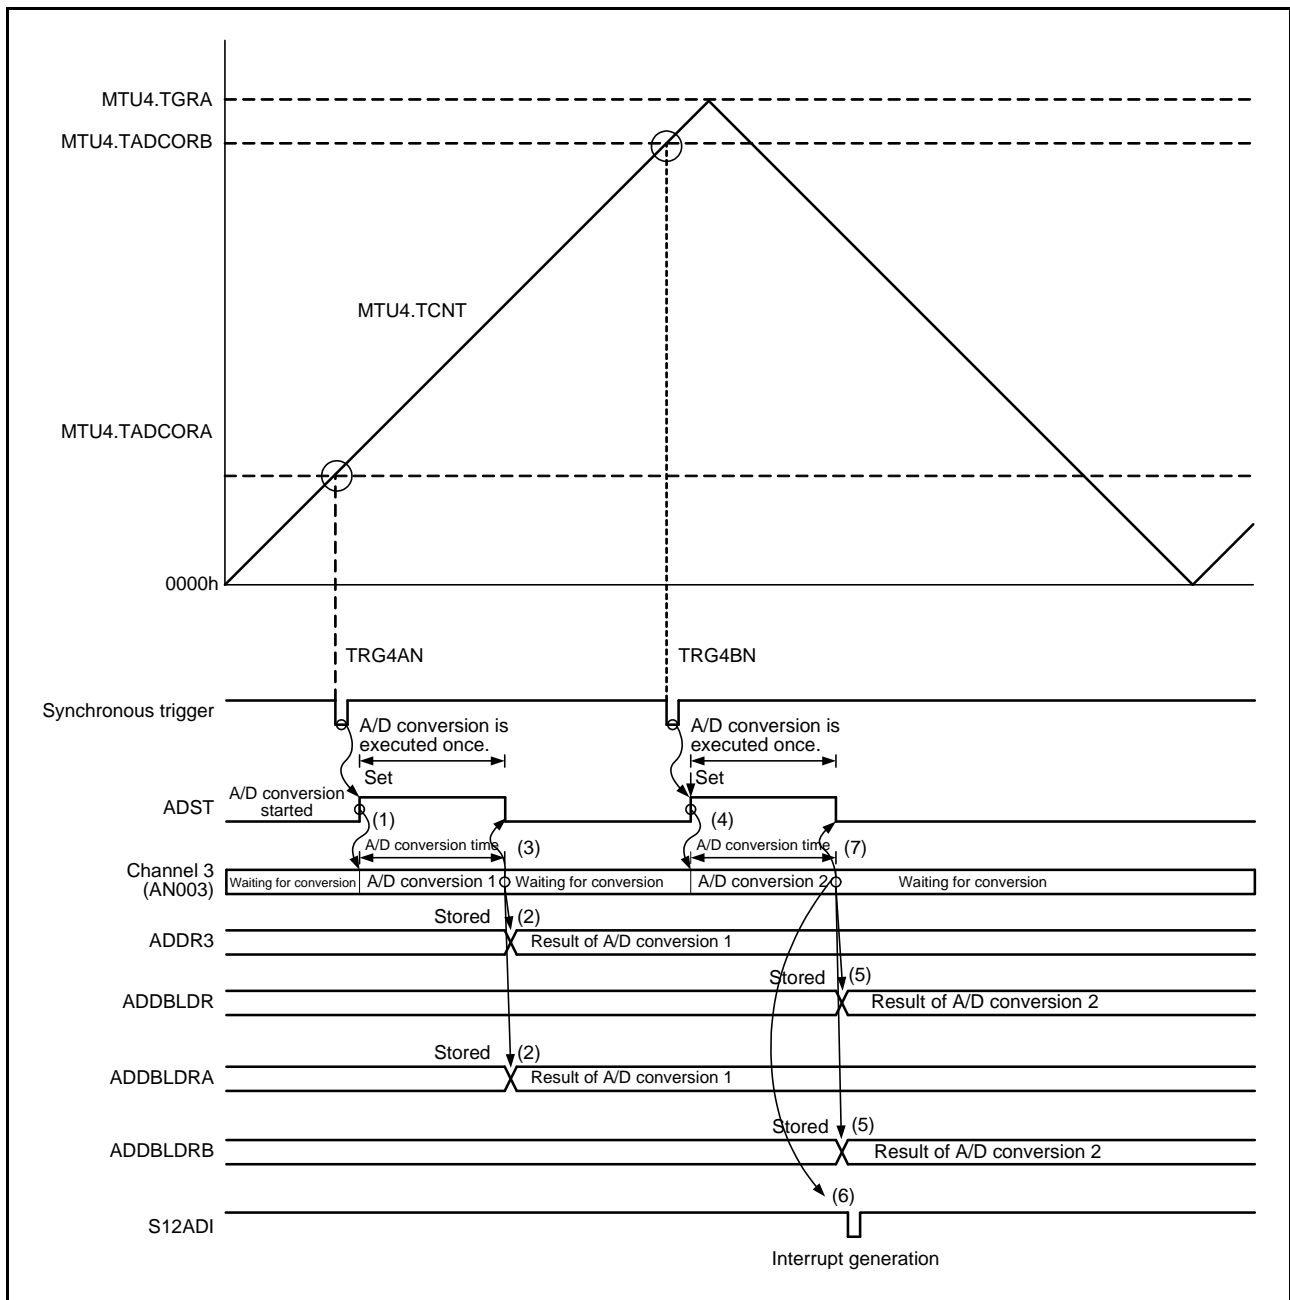 MTU4.TGRA
MTU4.TADCORB
MTU4.TCNT
MTU4.TADCORA
0000h
TRG4AN
TRG4BN
Synchronous trigger
A/D conversion is
executed once.
A/D conversion is
executed once.
Set
Set
A/D conversion
started
ADST
(1)
(4)
A/D conversion time
(3)
A/D conversion time
(7)
Channel 3
(AN003)
Waiting for conversion
A/D conversion 1
Waiting for conversion
A/D conversion 2
Waiting for conversion
Stored
(2)
ADDR3
Result of A/D conversion 1
Stored
(5)
ADDBLDR
Result of A/D conversion 2
Stored
(2)
ADDBLDRA
Result of A/D conversion 1
Stored
(5)
ADDBLDRB
Result of A/D conversion 2
(6)
S12ADI
Interrupt generation